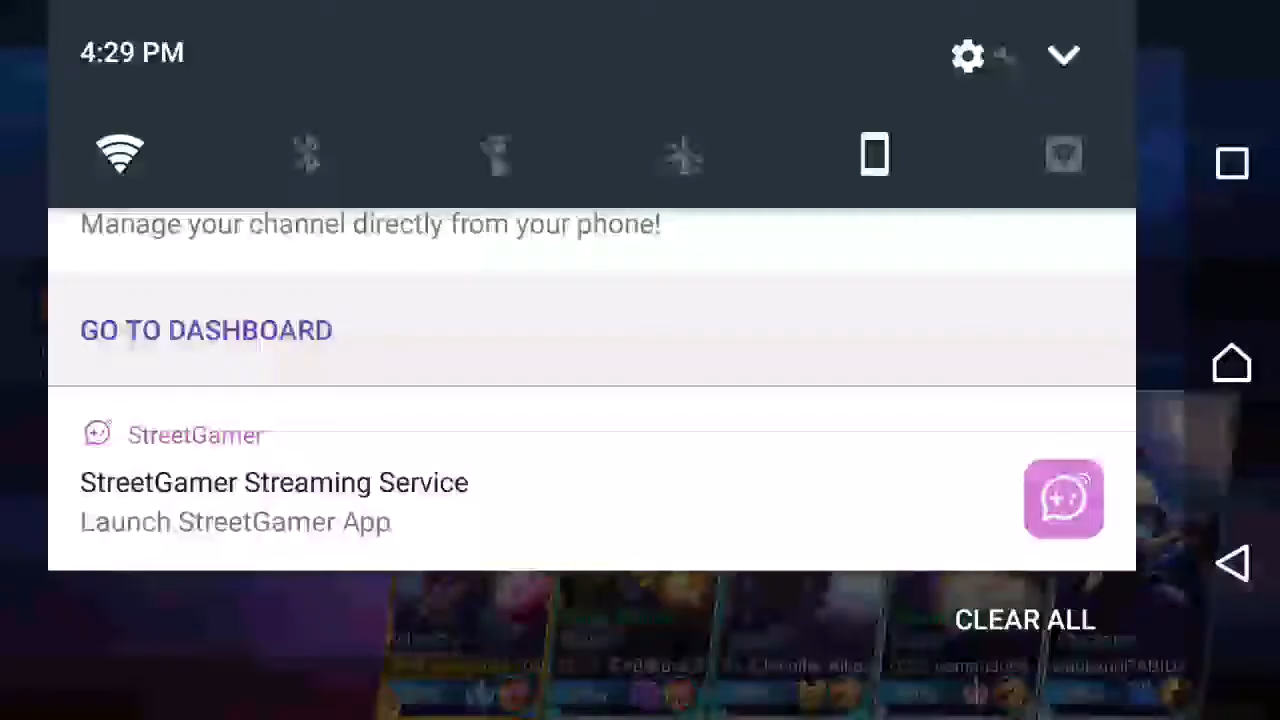 4:29 PM
Manage your channel directly from your phone!
GO TO DASHBOARD
StreetGamer
StreetGamer Streaming Service
Launch StreetGamer App
CLEAR ALL